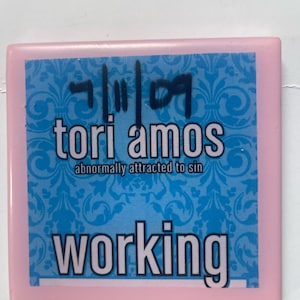 7/11/09
tori amos
abnormally attracted to sin
working